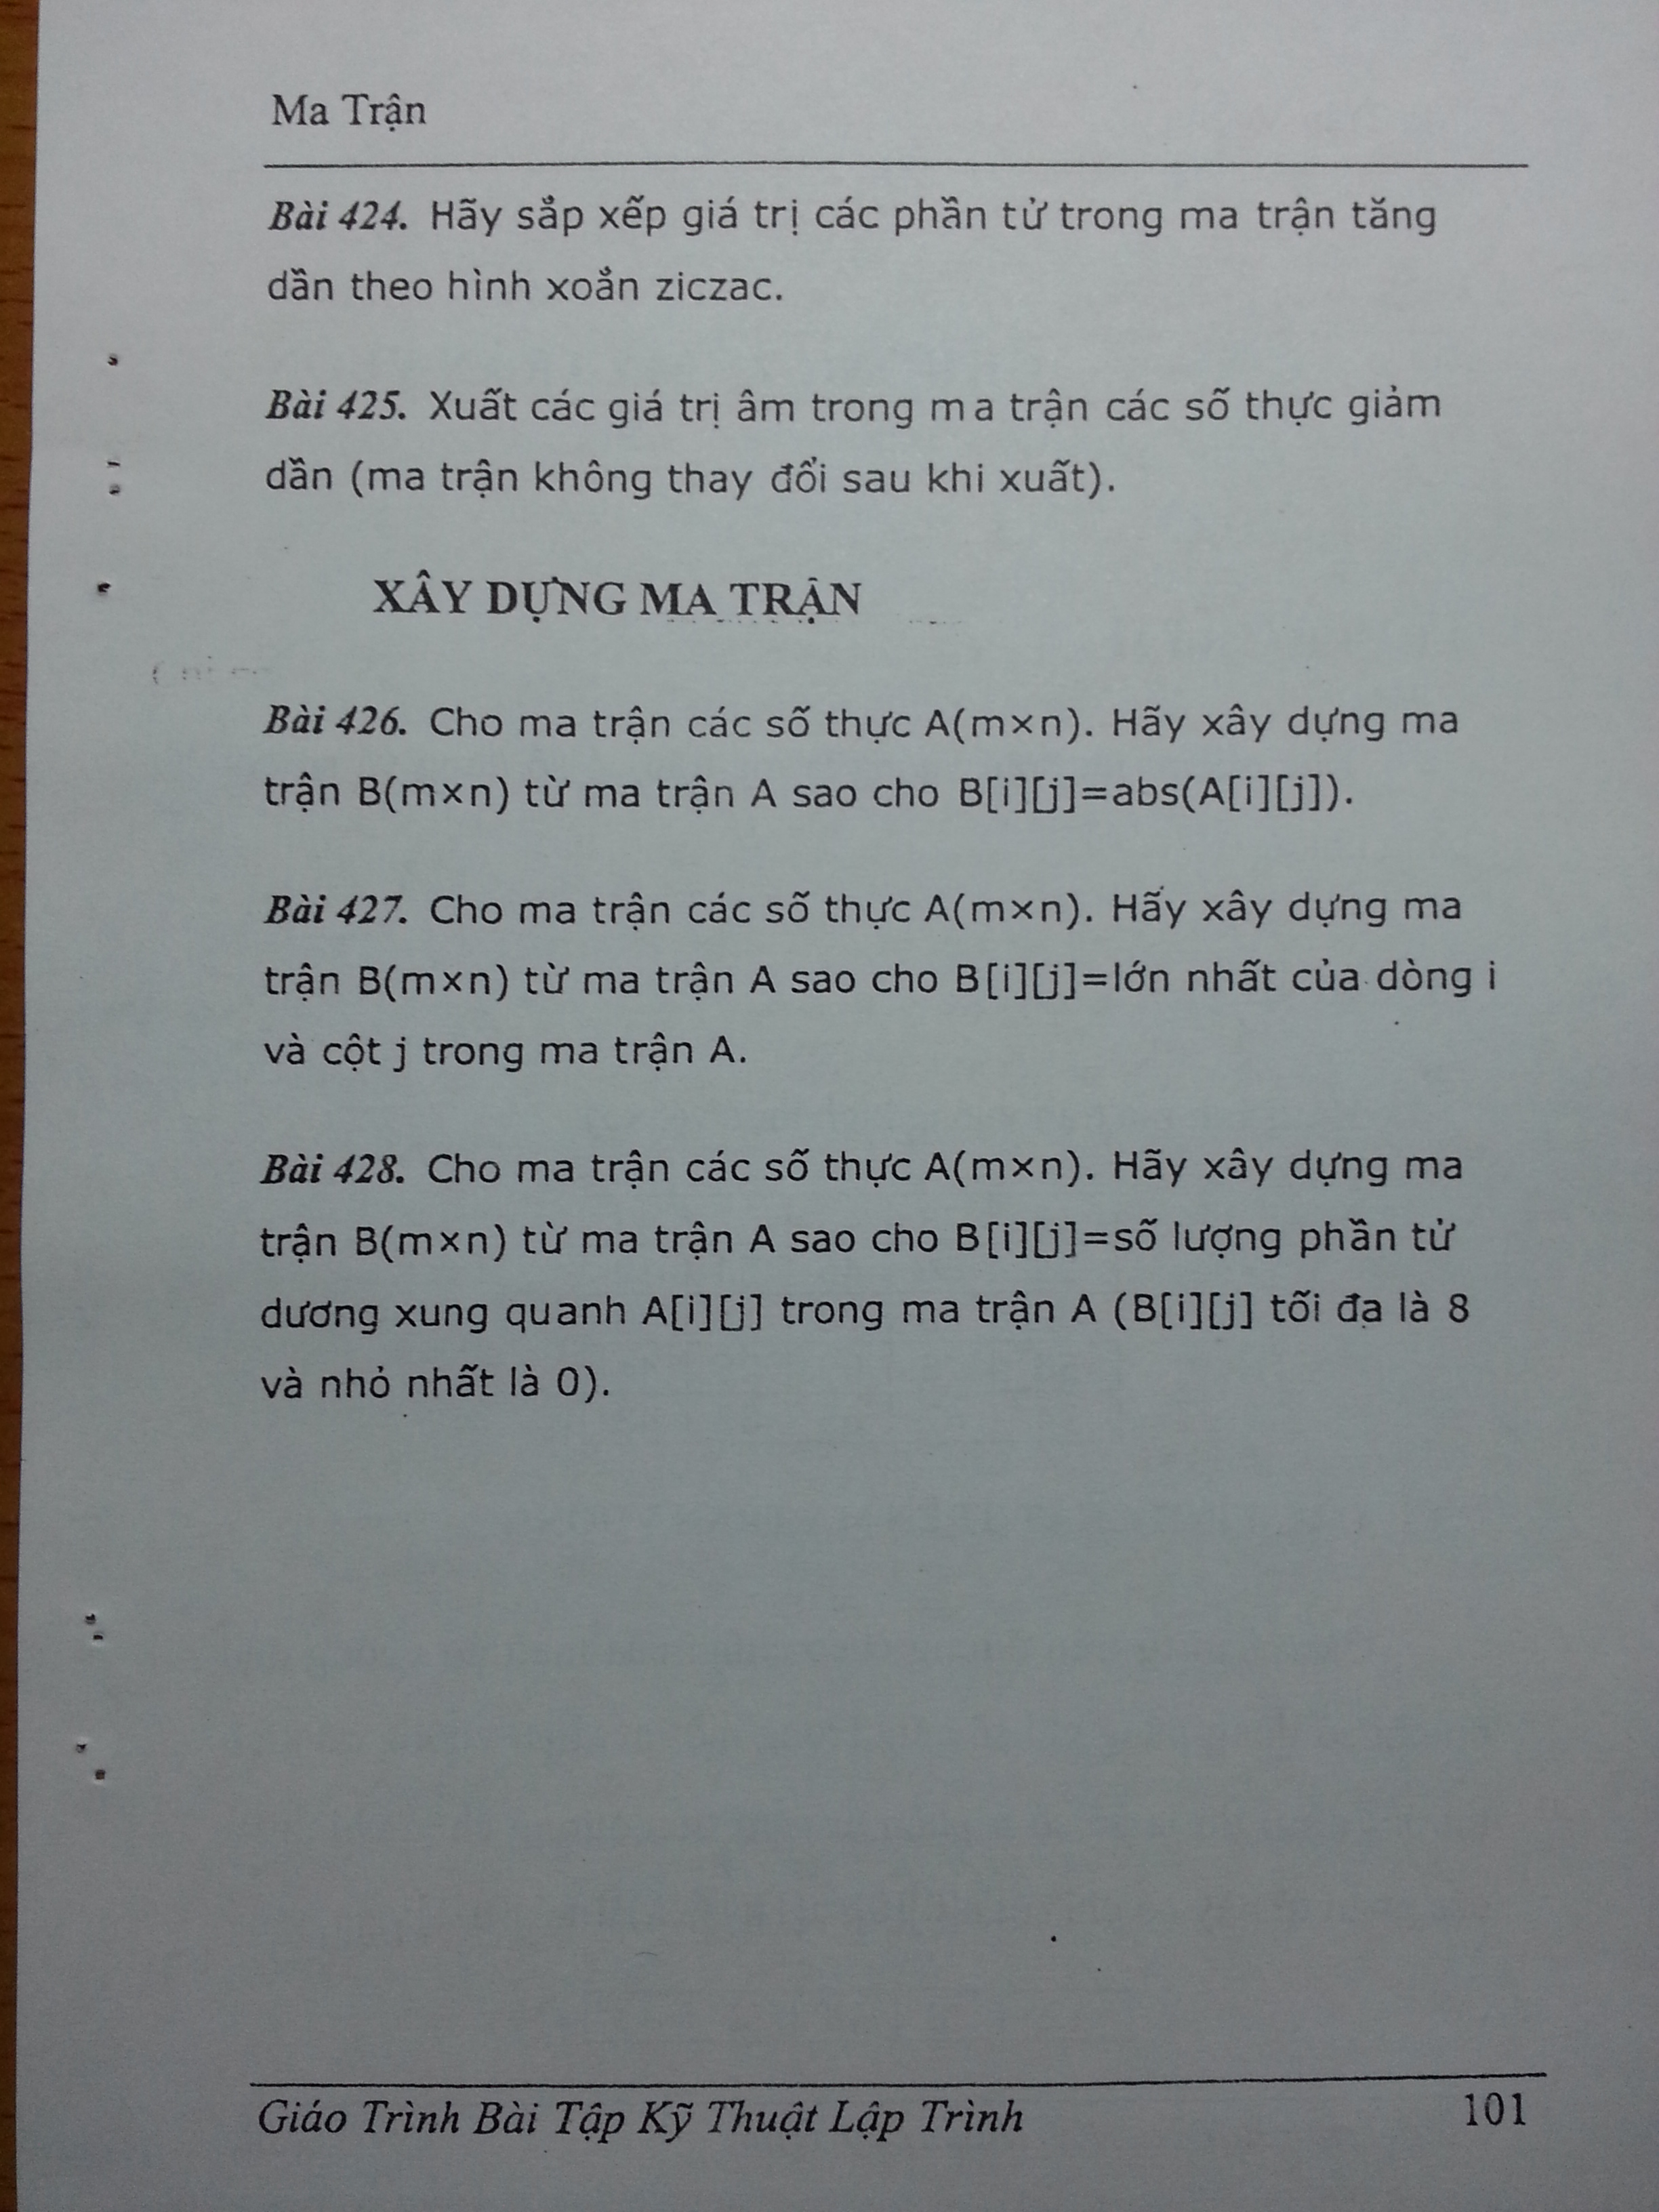 Ma Trận
Bài 424. Hãy sắp xếp giá trị các phần tử trong ma trận tăng
dần theo hình xoắn ziczac.
Bài 425. Xuất các giá trị âm trong ma trận các số thực giảm
dần (ma trận không thay đổi sau khi xuất).
XÂY DỰNG MA TRẬN
Bài 426. Cho ma trận các số thực A(m×n). Hãy xây dựng ma
trận B(m×n) từ ma trận A sao cho B[i][j]=abs(A[i][j]).
Bài 427. Cho ma trận các số thực A(m×n). Hãy xây dựng ma
trận B(m×n) từ ma trận A sao cho B[i][j]=lớn nhất của dòng i
và cột j trong ma trận A.
Bài 428. Cho ma trận các số thực A(m×n). Hãy xây dựng ma
trận B(m×n) từ ma trận A sao cho B[i][j]=số lượng phần tử
dương xung quanh A[i][j] trong ma trận A (B[i][j] tối đa là 8
và nhỏ nhất là 0).
Giáo Trình Bài Tập Kỹ Thuật Lập Trình 101